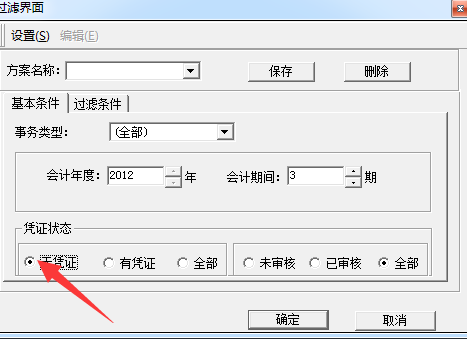 过滤界面
设置(S) 编辑(E)
方案名称: 保存 删除
基本条件 过滤条件
事务类型: (全部)
会计年度: 2012 年 会计期间: 3 期
凭证状态
凭证 有凭证 全部 未审核 已审核 全部
确定 取消